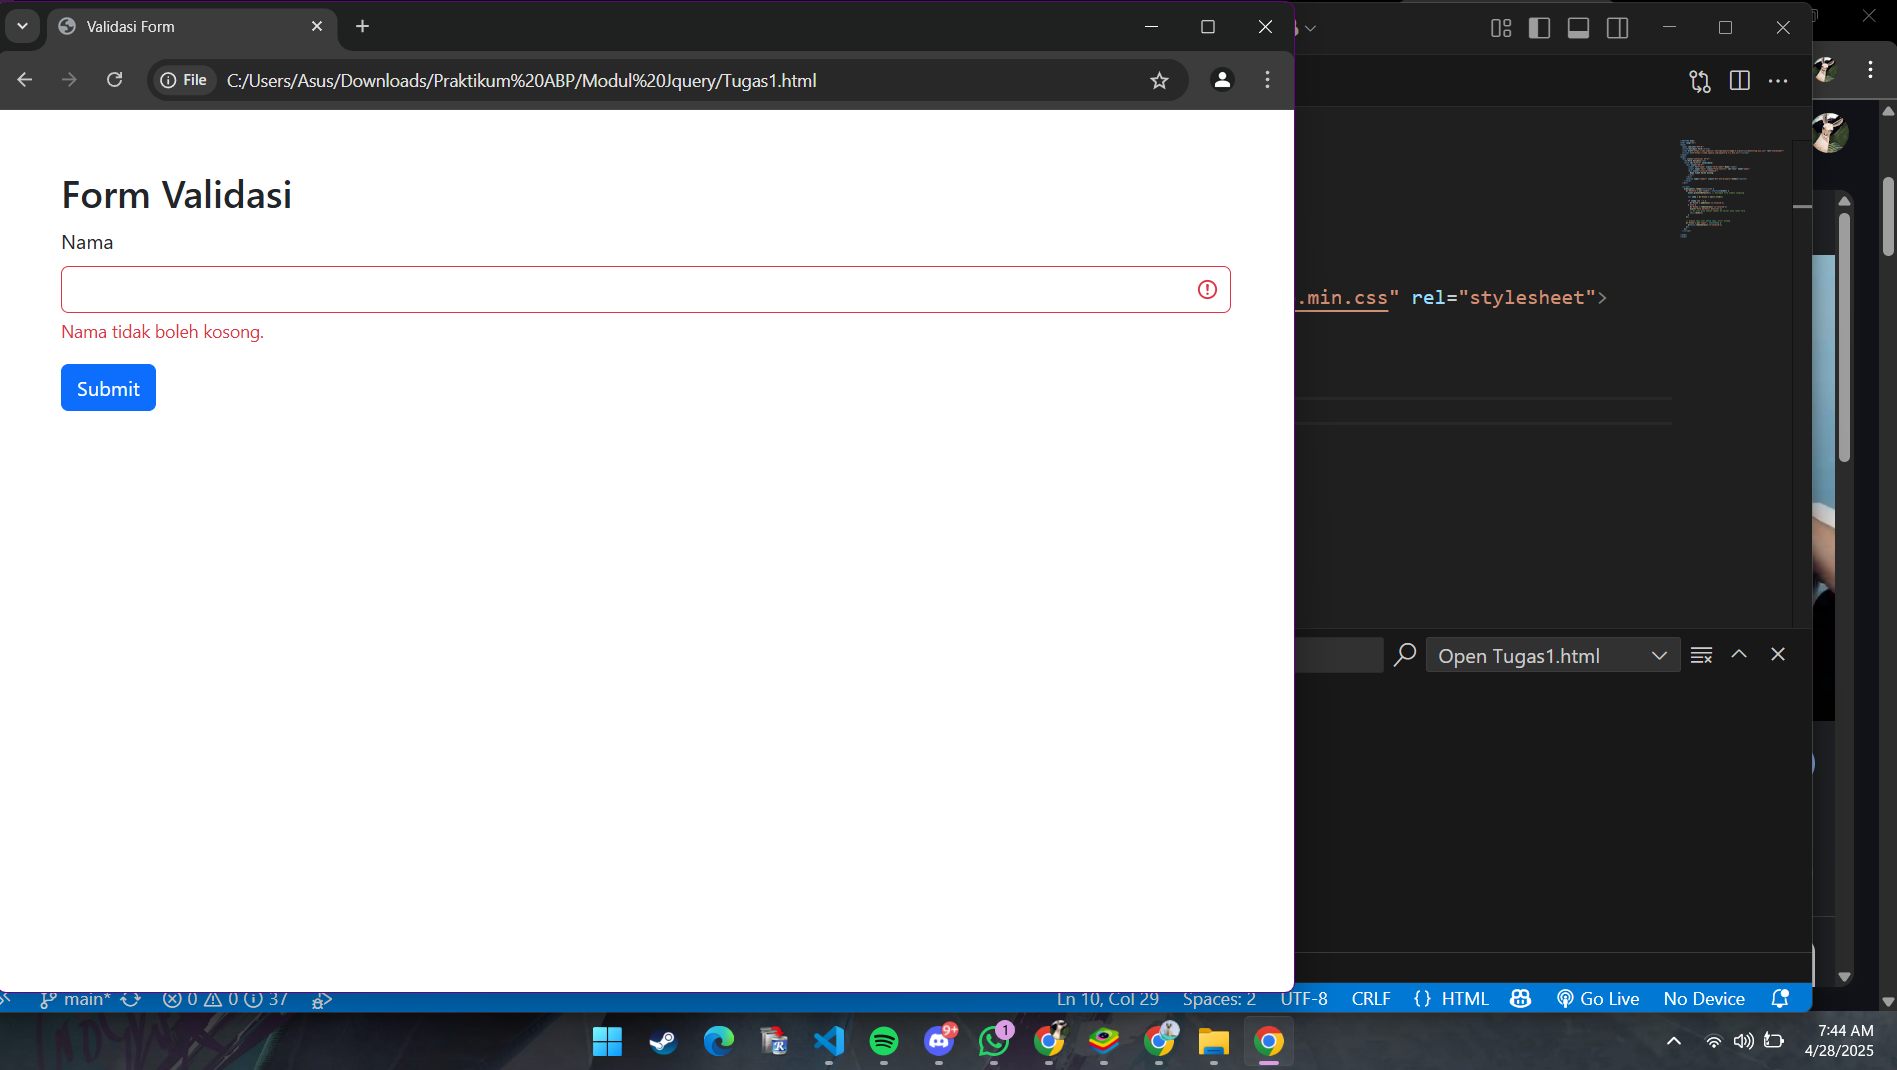 Validasi Form
File
C:/Users/Asus/Downloads/Praktikum%20ABP/Modul%20Jquery/Tugas1.html
Form Validasi
Nama
Nama tidak boleh kosong.
Submit
.min.css" rel="stylesheet">
Open Tugas1.html
main* 0 0 37
Ln 10, Col 29 Spaces: 2 UTF-8 CRLF {} HTML Go Live No Device
9+
1
7:44 AM
4/28/2025